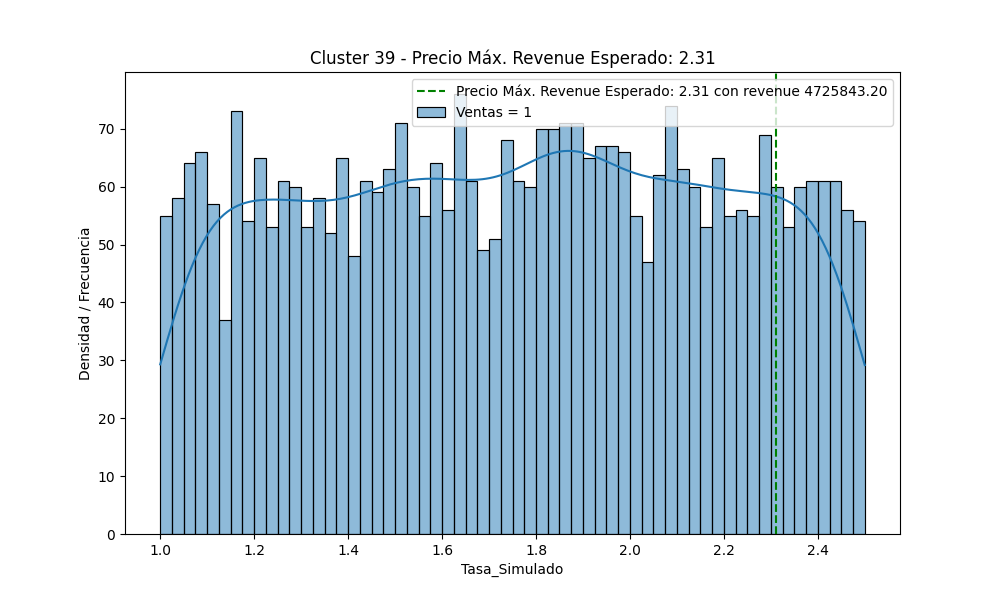 Cluster 39 - Precio Máx. Revenue Esperado: 2.31
Precio Máx. Revenue Esperado: 2.31 con revenue 4725843.20
Ventas = 1
Densidad / Frecuencia
70
60
50
40
30
20
10
0
1.0 1.2 1.4 1.6 1.8 2.0 2.2 2.4
Tasa_Simulado